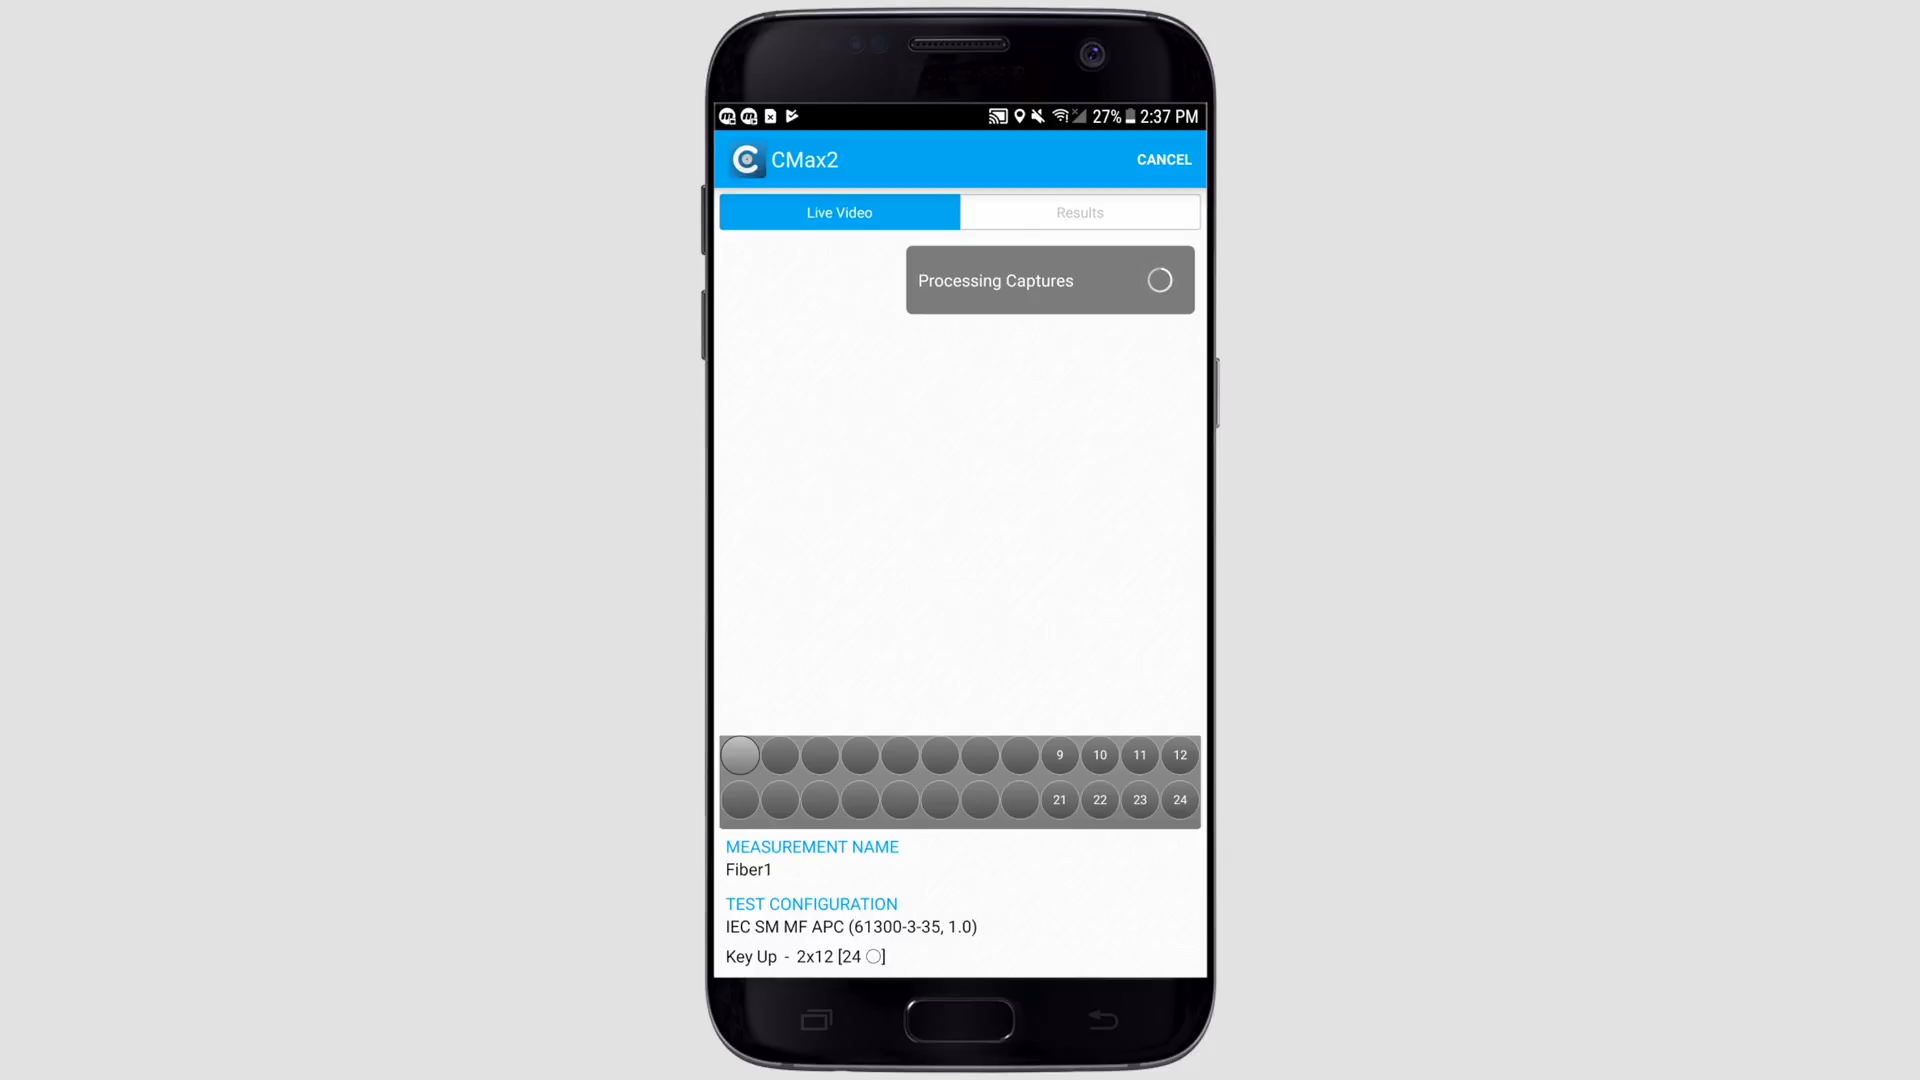 27% 2:37 PM
CMax2 CANCEL
Live Video Results
Processing Captures
9 10 11 12
21 22 23 24
MEASUREMENT NAME
Fiber1
TEST CONFIGURATION
IEC SM MF APC (61300-3-35, 1.0)
Key Up - 2x12 [24 ○]